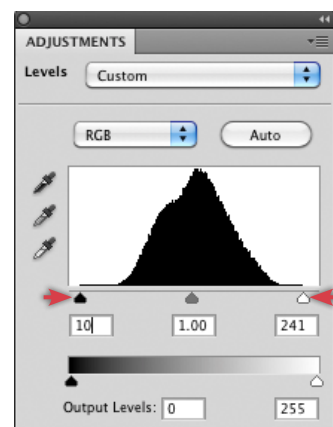 ADJUSTMENTS
Levels Custom
RGB Auto
10 1.00 241
Output Levels: 0 255